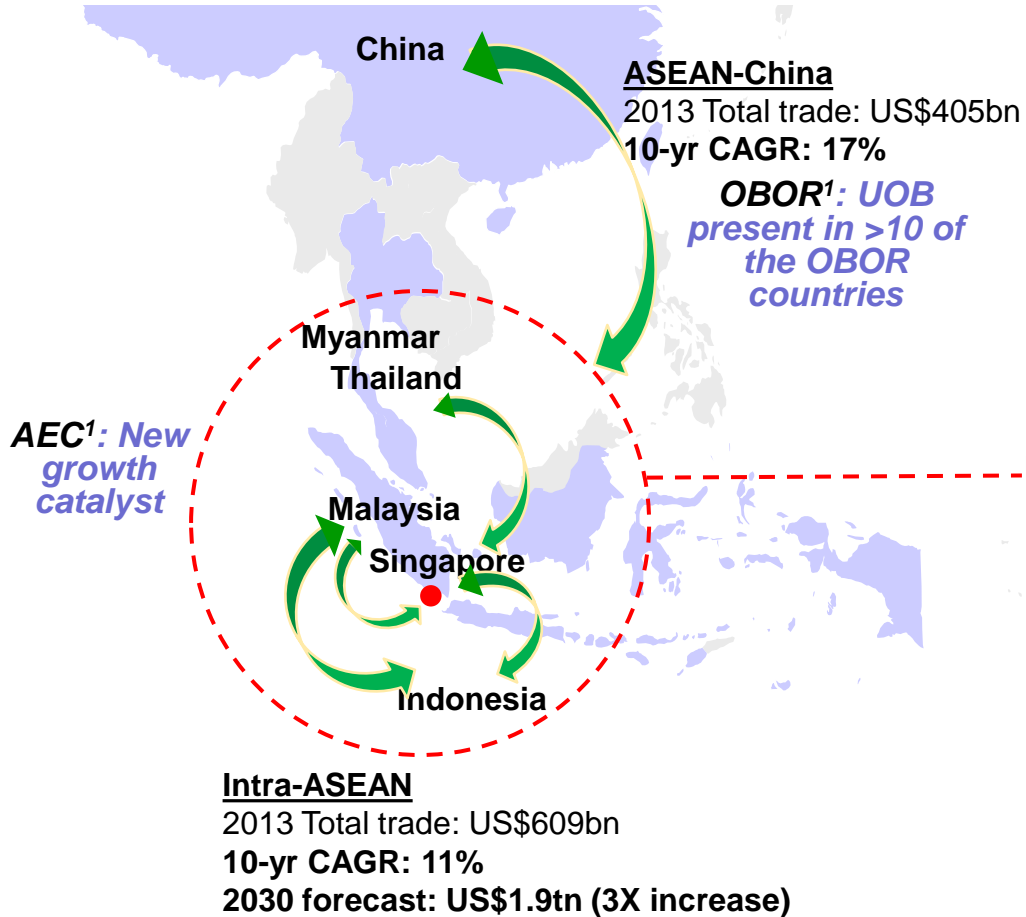 China
ASEAN-China
2013 Total trade: US$405bn
10-yr CAGR: 17%
OBOR¹: UOB
present in >10 of
the OBOR
countries
Myanmar
Thailand
AEC¹: New
growth
catalyst
Malaysia
Singapore
Indonesia
Intra-ASEAN
2013 Total trade: US$609bn
10-yr CAGR: 11%
2030 forecast: US$1.9tn (3X increase)